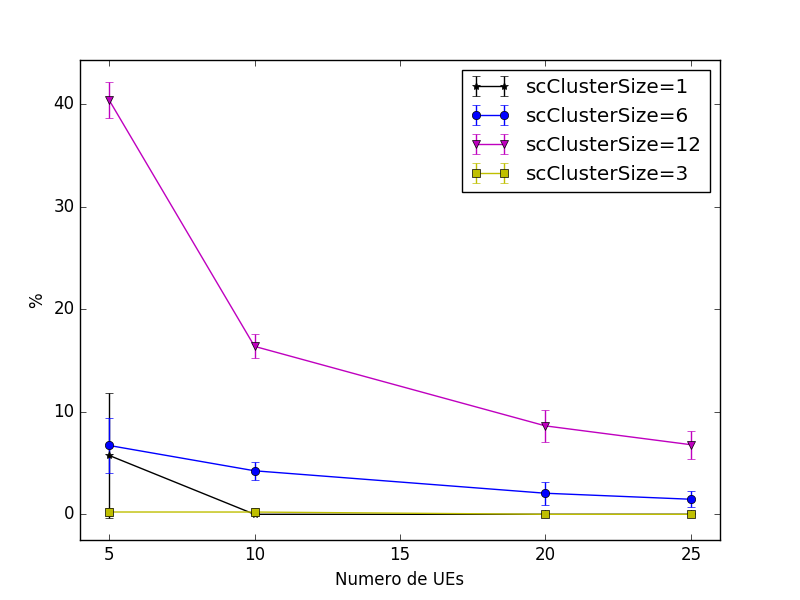 40
30
20
10
0
%
5
10
15
20
25
Numero de UEs
scClusterSize=1
scClusterSize=6
scClusterSize=12
scClusterSize=3